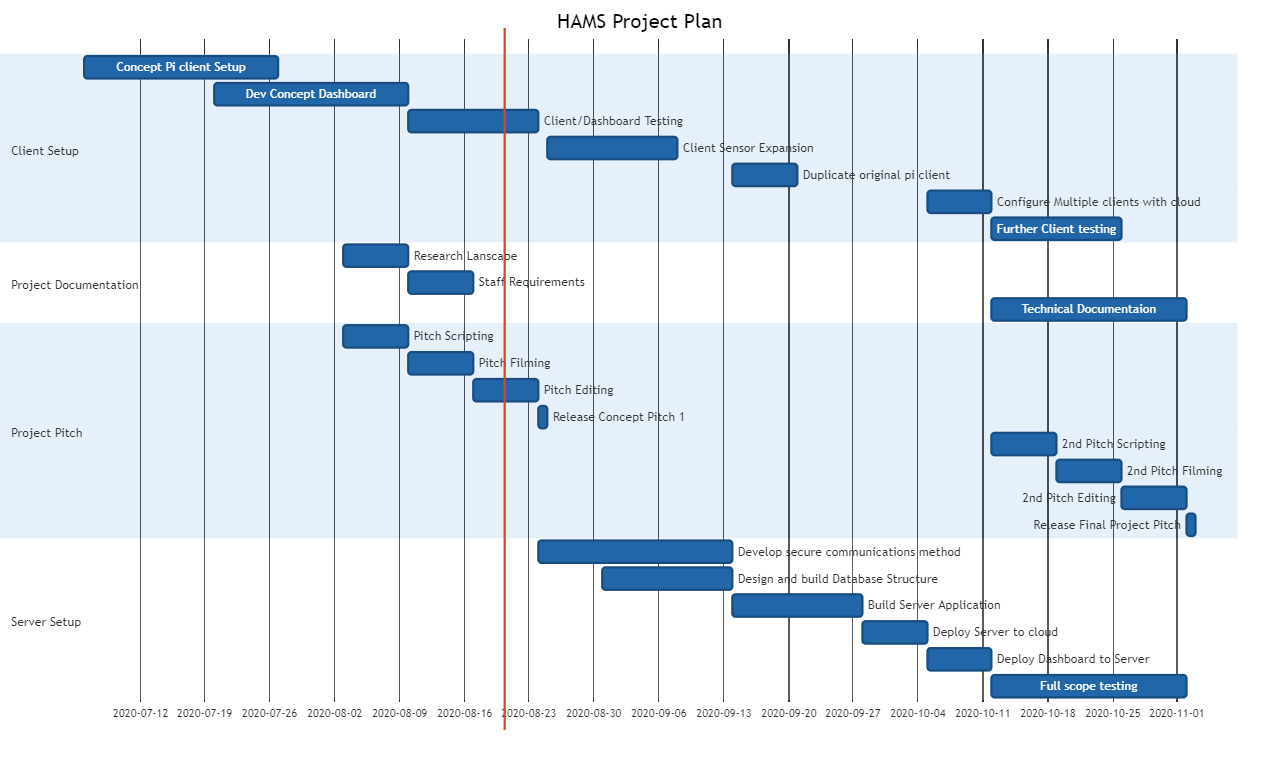 HAMS Project Plan
Concept Pi client Setup
Dev Concept Dashboard
Client/Dashboard Testing
Client Sensor Expansion
Client Setup
Duplicate original pi client
Configure Multiple clients with cloud
Further Client testing
Research Lanscape
Staff Requirements
Project Documentation
Technical Documentaion
Pitch Scripting
Pitch Filming
Pitch Editing
Release Concept Pitch 1
Project Pitch
2nd Pitch Scripting
2nd Pitch Filming
2nd Pitch Editing
Release Final Project Pitch
Develop secure communications method
Design and build Database Structure
Build Server Application
Server Setup
Deploy Server to cloud
Deploy Dashboard to Server
Full scope testing
2020-07-12 2020-07-19 2020-07-26 2020-08-02 2020-08-09 2020-08-16 2020-08-23 2020-08-30 2020-09-06 2020-09-13 2020-09-20 2020-09-27 2020-10-04 2020-10-11 2020-10-18 2020-10-25 2020-11-01